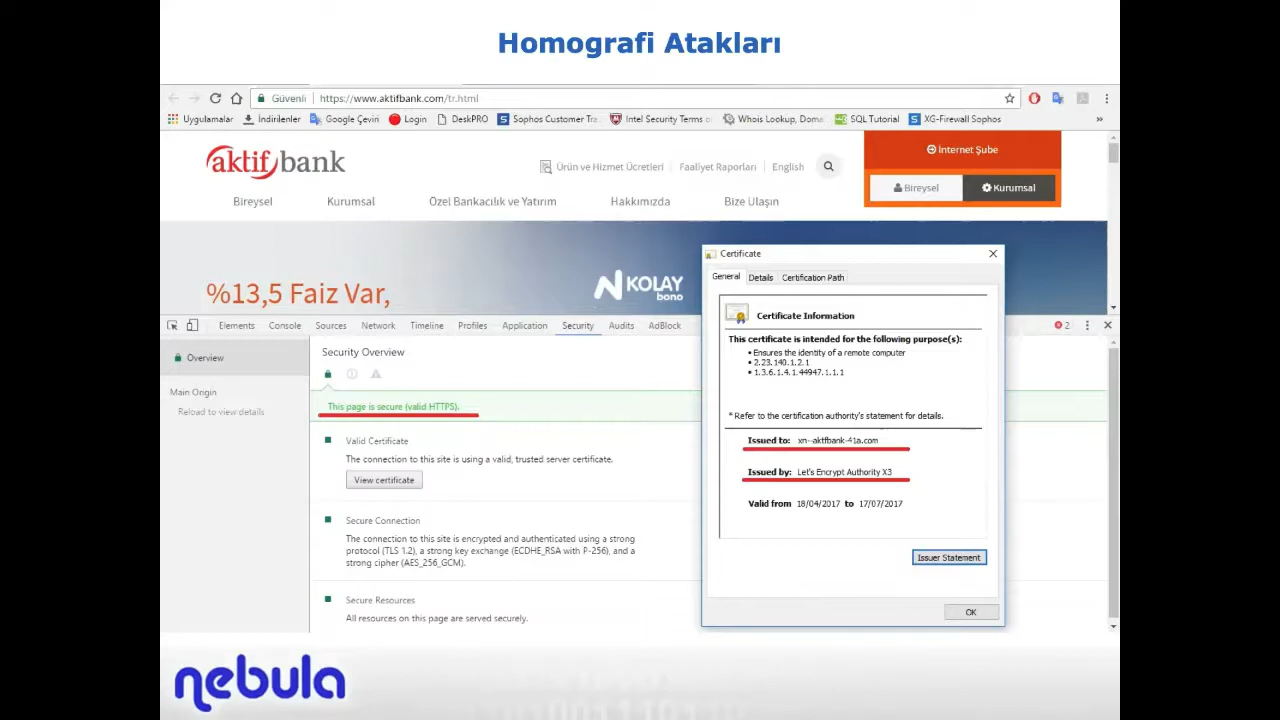 Homografi Atakları
Güvenli https://www.aktifbank.com/tr.html
Uygulamalar İndirilenler Google Çeviri Login DeskPRO Sophos Customer Tra Intel Security Terms o Whois Lookup, Doma SQL Tutorial XG-Firewall Sophos »
aktifbank
Ürün ve Hizmet Ücretleri Faaliyet Raporları English
İnternet Şube
Bireysel Kurumsal
Bireysel Kurumsal Özel Bankacılık ve Yatırım Hakkımızda Bize Ulaşın
%13,5 Faiz Var,
N KOLAY
bono
Elements Console Sources Network Timeline Profiles Application Security Audits AdBlock 2
Overview
Main Origin
Reload to view details
Security Overview
This page is secure (valid HTTPS).
Valid Certificate
The connection to this site is using a valid, trusted server certificate.
View certificate
Secure Connection
The connection to this site is encrypted and authenticated using a strong
protocol (TLS 1.2), a strong key exchange (ECDHE_RSA with P-256), and a
strong cipher (AES_256_GCM).
Secure Resources
All resources on this page are served securely.
Certificate
General Details Certification Path
Certificate Information
This certificate is intended for the following purpose(s):
• Ensures the identity of a remote computer
• 2.23.140.1.2.1
• 1.3.6.1.4.1.44947.1.1.1
* Refer to the certification authority's statement for details.
Issued to: xn--aktfbank-41a.com
Issued by: Let's Encrypt Authority X3
Valid from 18/04/2017 to 17/07/2017
Issuer Statement
OK
nebula